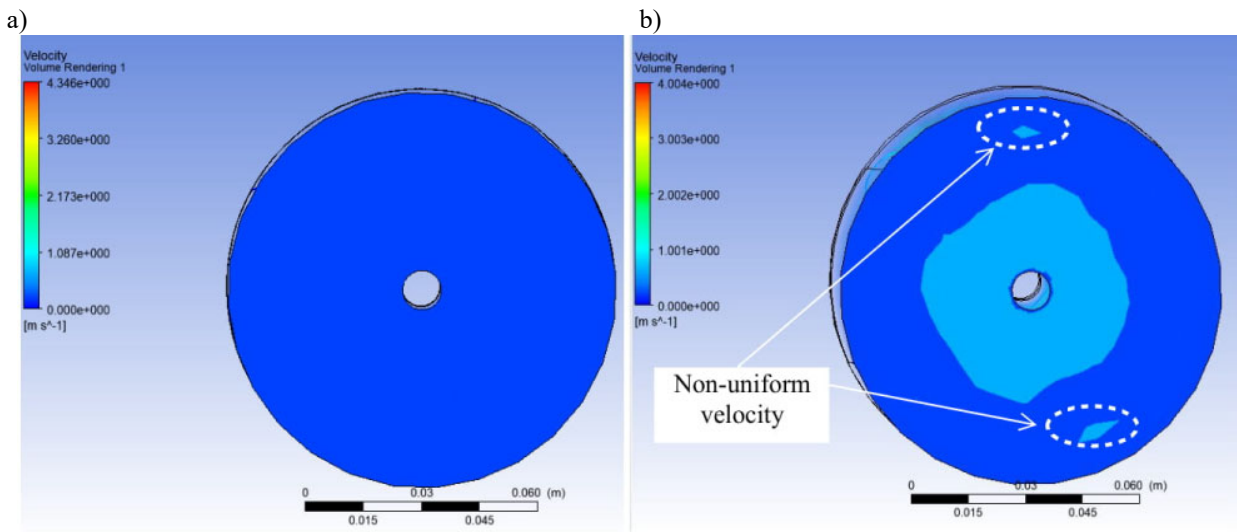 a)
Velocity
Volume Rendering 1
4.346e+000
3.260e+000
2.173e+000
1.087e+000
0.000e+000
[m s^-1]
0 0.03 0.060 (m)
0.015 0.045
b)
Velocity
Volume Rendering 1
4.004e+000
3.003e+000
2.002e+000
1.001e+000
0.000e+000
[m s^-1]
Non-uniform
velocity
0 0.03 0.060 (m)
0.015 0.045